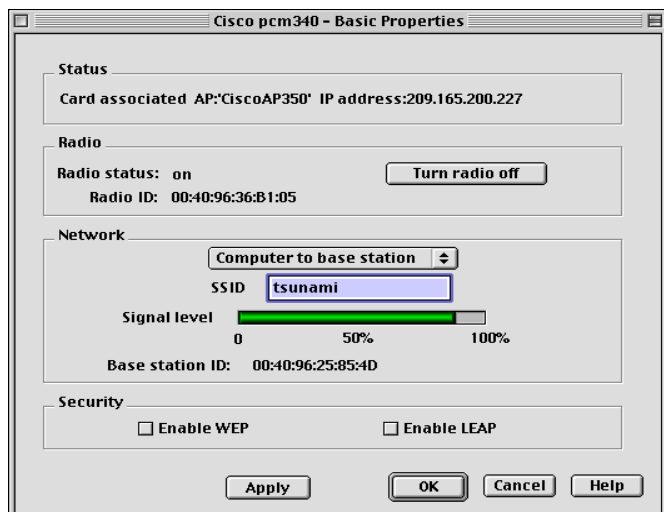 Cisco pcm340 - Basic Properties
Status
Card associated AP:'CiscoAP350' IP address:209.165.200.227
Radio
Radio status: on
Turn radio off
Radio ID: 00:40:96:36:B1:05
Network
Computer to base station
SSID tsunami
Signal level
0 50% 100%
Base station ID: 00:40:96:25:85:4D
Security
Enable WEP Enable LEAP
Apply OK Cancel Help